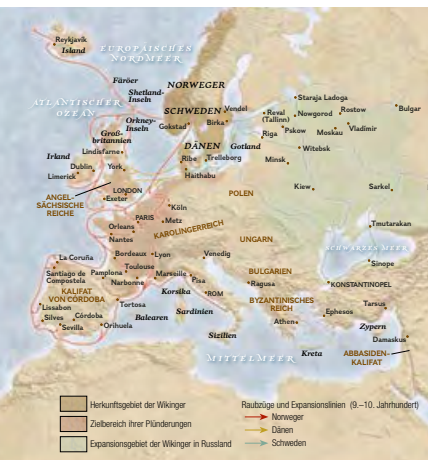 Reykjavík
Island
EUROPÄISCHES
NORDMEER
Färöer
Shetland-
Inseln
NORWEGER
ATLANTISCHER
OZEAN
Orkney-
Inseln
SCHWEDEN
Vendel
Gokstad
Birka
Staraja Ladoga
Reval
(Tallinn)
Nowgorod
Rostow
Bulgar
Pskow
Moskau
Vladimir
Riga
Groß-
britannien
Lindisfarne
DÄNEN
Gotland
Witebsk
Irland
Dublin
York
Ribe
Trelleborg
Minsk
Limerick
Haithabu
LONDON
ANGEL-
SÄCHSISCHE
REICHE
Exeter
Köln
POLEN
Kiew
Sarkel
PARIS
Metz
Orleans
KAROLINGERREICH
Nantes
UNGARN
Tmutarakan
Bordeaux
Lyon
Venedig
SCHWARZES MEER
La Coruña
Toulouse
Santiago de
Compostela
Pamplona
Marseille
BULGARIEN
Sinope
Narbonne
Pisa
Ragusa
KONSTANTINOPEL
KALIFAT
VON CÓRDOBA
Korsika
ROM
BYZANTINISCHES
REICH
Tarsus
Lissabon
Tortosa
Ephesos
Silves
Córdoba
Balearen
Sardinien
Athen
Zypern
Sevilla
Orihuela
Damaskus
Sizilien
MITTELMEER
Kreta
ABBASIDEN-
KALIFAT
Herkunftsgebiet der Wikinger
Zielbereich ihrer Plünderungen
Expansionsgebiet der Wikinger in Russland
Raubzüge und Expansionslinien (9.–10. Jahrhundert)
Norweger
Dänen
Schweden